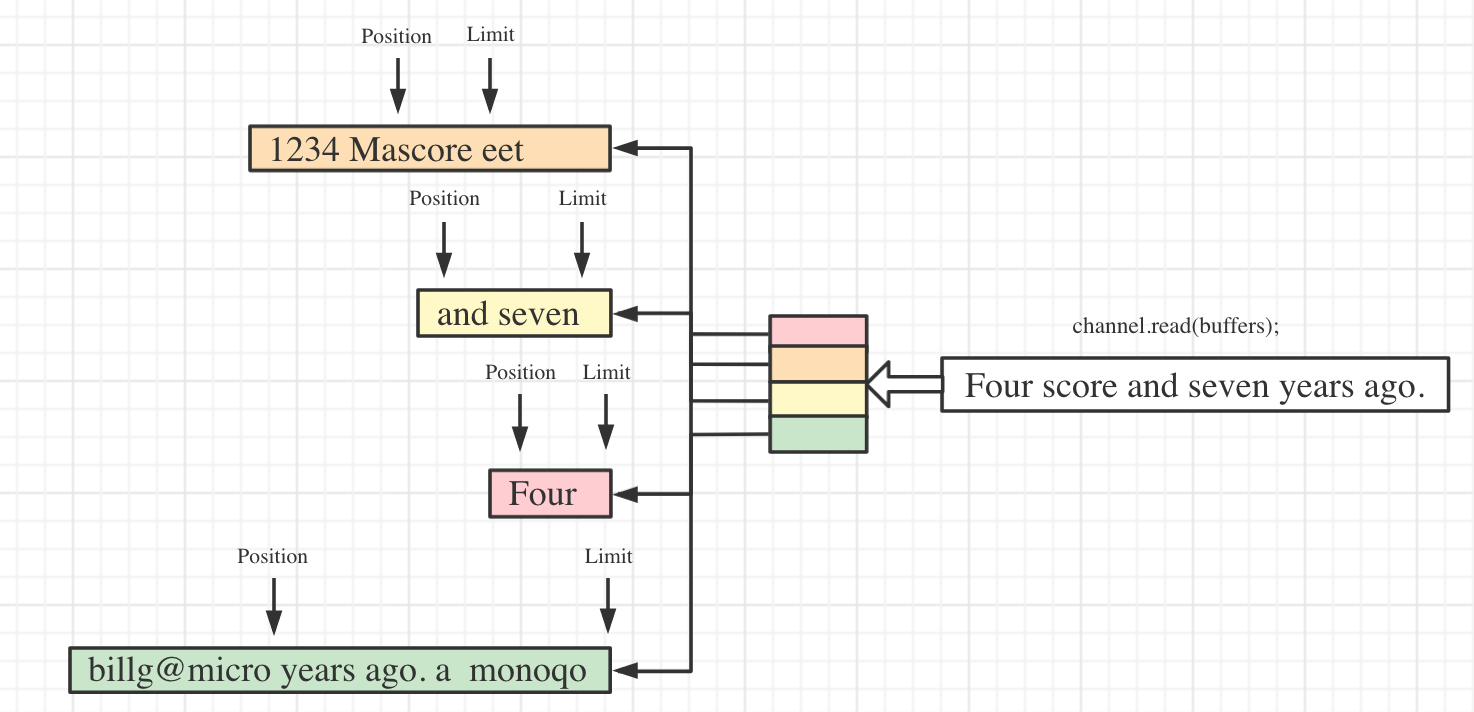 Position Limit
1234 Mascore eet
Position Limit
and seven
channel.read(buffers);
Four score and seven years ago.
Position Limit
Four
Position Limit
billg@micro years ago. a  monoqo